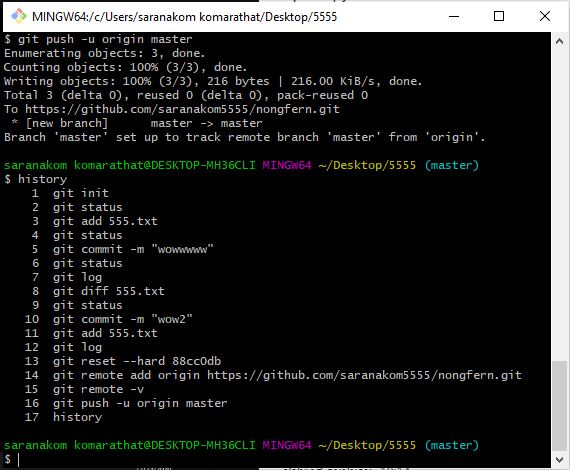 MINGW64:/c/Users/saranakom komarathat/Desktop/5555
$ git push -u origin master
Enumerating objects: 3, done.
Counting objects: 100% (3/3), done.
Writing objects: 100% (3/3), 216 bytes | 216.00 KiB/s, done.
Total 3 (delta 0), reused 0 (delta 0), pack-reused 0
To https://github.com/saranakom5555/nongfern.git
 * [new branch]      master -> master
Branch 'master' set up to track remote branch 'master' from 'origin'.
saranakom komarathat@DESKTOP-MH36CLI MINGW64 ~/Desktop/5555 (master)
$ history
    1  git init
    2  git status
    3  git add 555.txt
    4  git status
    5  git commit -m "wowwwww"
    6  git status
    7  git log
    8  git diff 555.txt
    9  git status
   10  git commit -m "wow2"
   11  git add 555.txt
   12  git log
   13  git reset --hard 88cc0db
   14  git remote add origin https://github.com/saranakom5555/nongfern.git
   15  git remote -v
   16  git push -u origin master
   17  history
saranakom komarathat@DESKTOP-MH36CLI MINGW64 ~/Desktop/5555 (master)
$